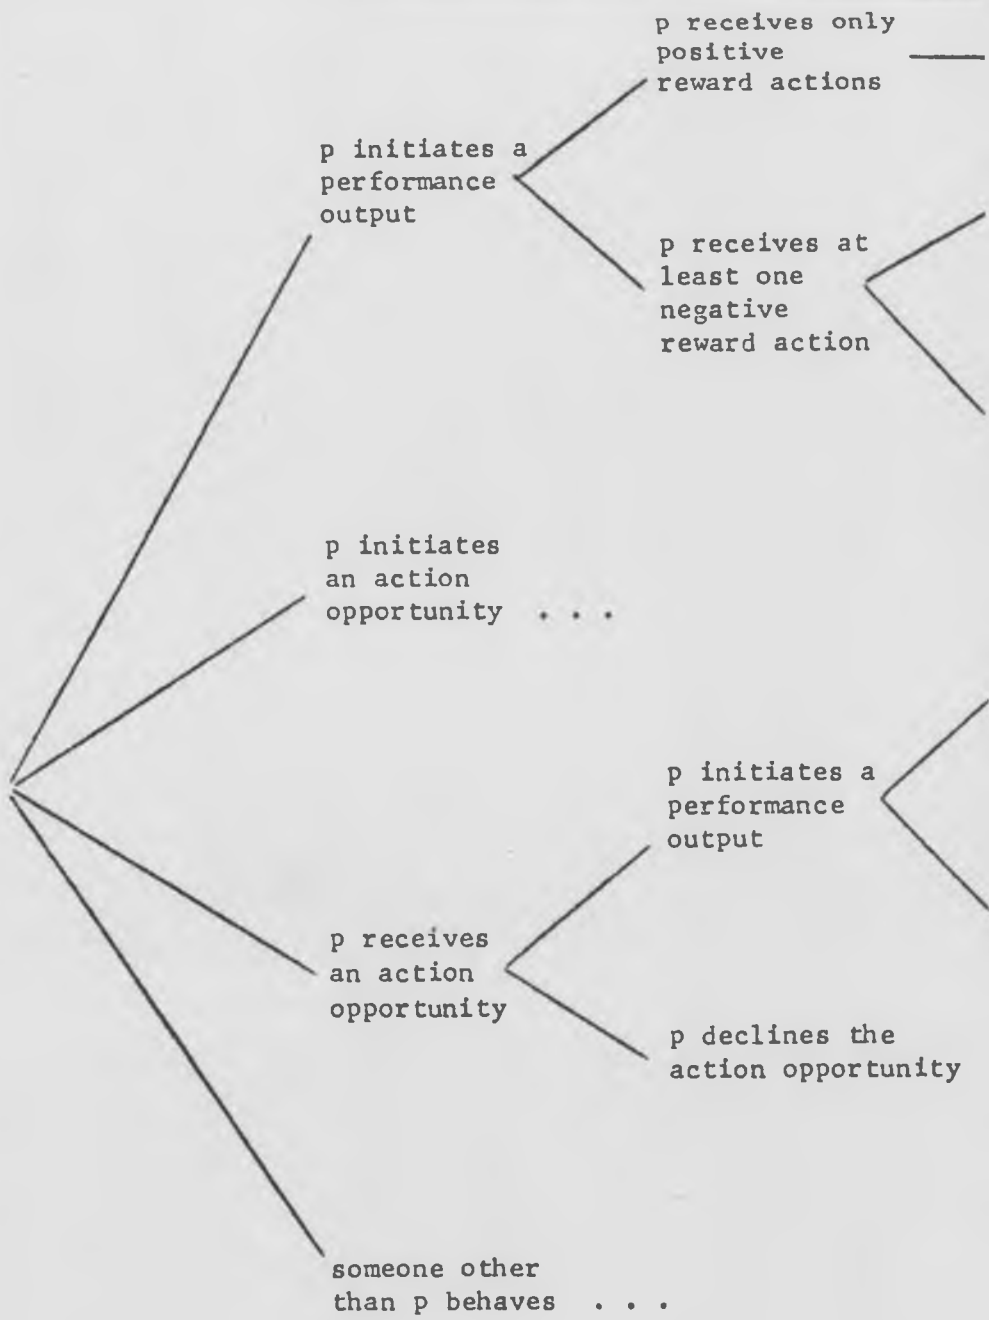 p receives only
positive
reward actions
p initiates a
performance
output
p receives at
least one
negative
reward action
p initiates
an action
opportunity . . .
p initiates a
performance
output
p receives
an action
opportunity
p declines the
action opportunity
someone other
than p behaves . . .